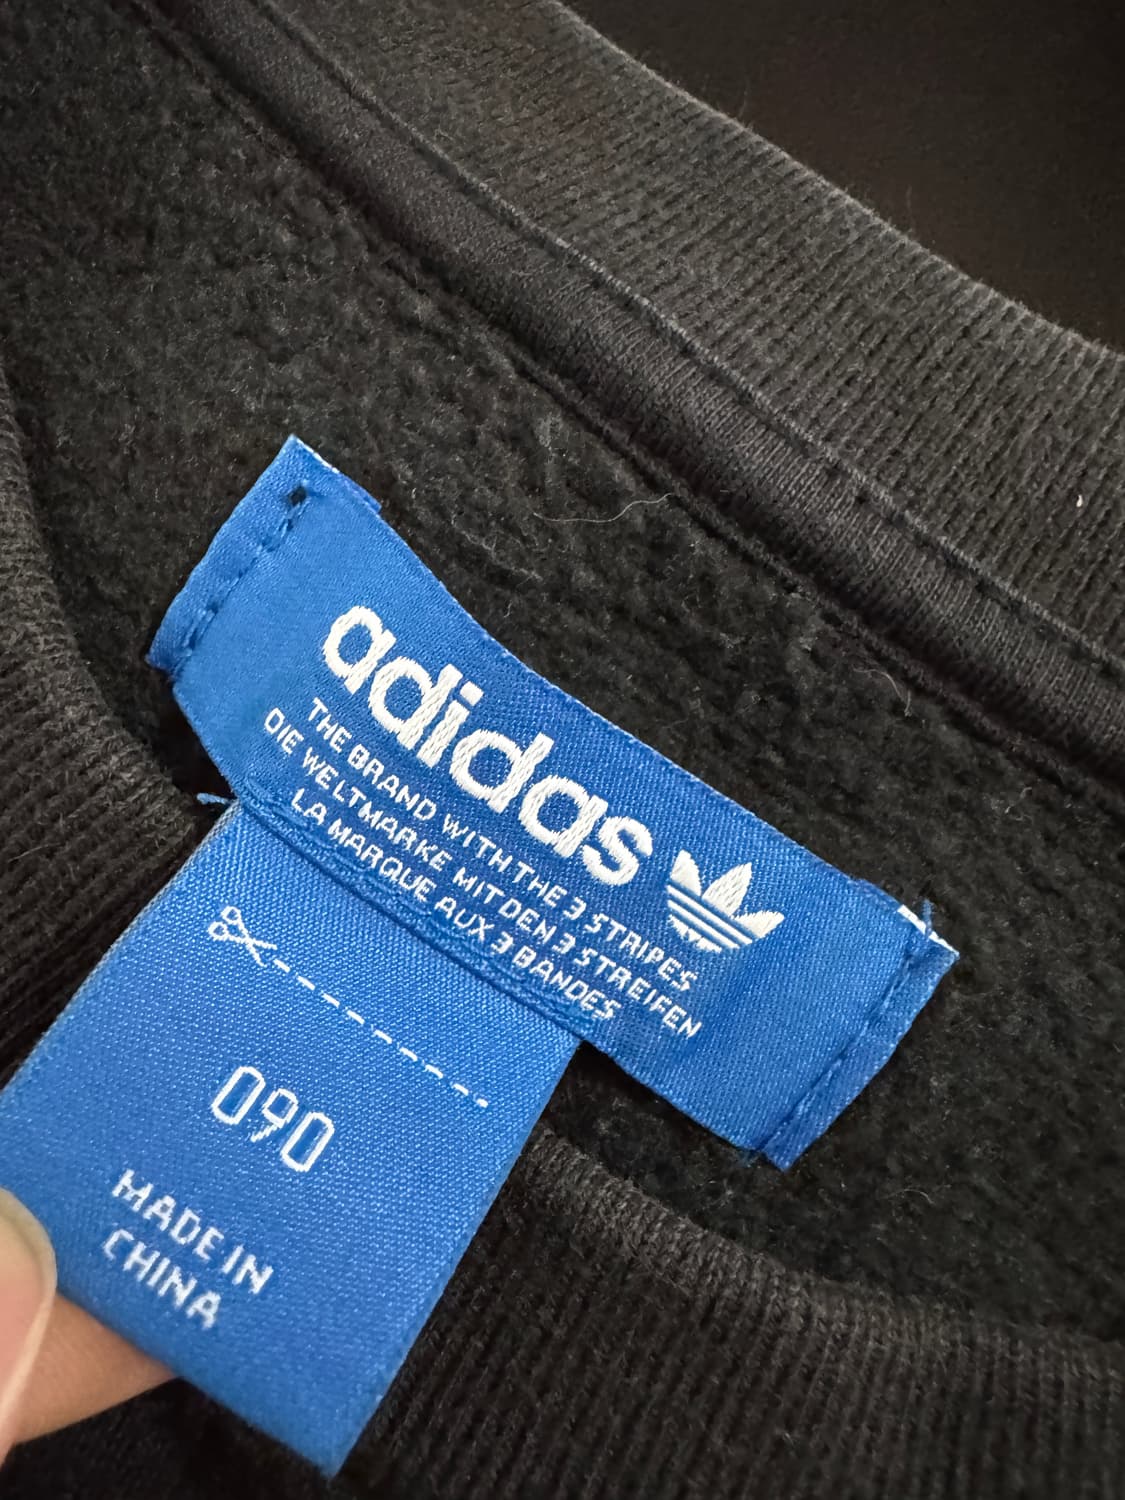 adidas
THE BRAND WITH THE 3 STRIPES
DIE WELTMARKE MIT DEN 3 STREIFEN
LA MARQUE AUX 3 BANDES
090
MADE IN
CHINA